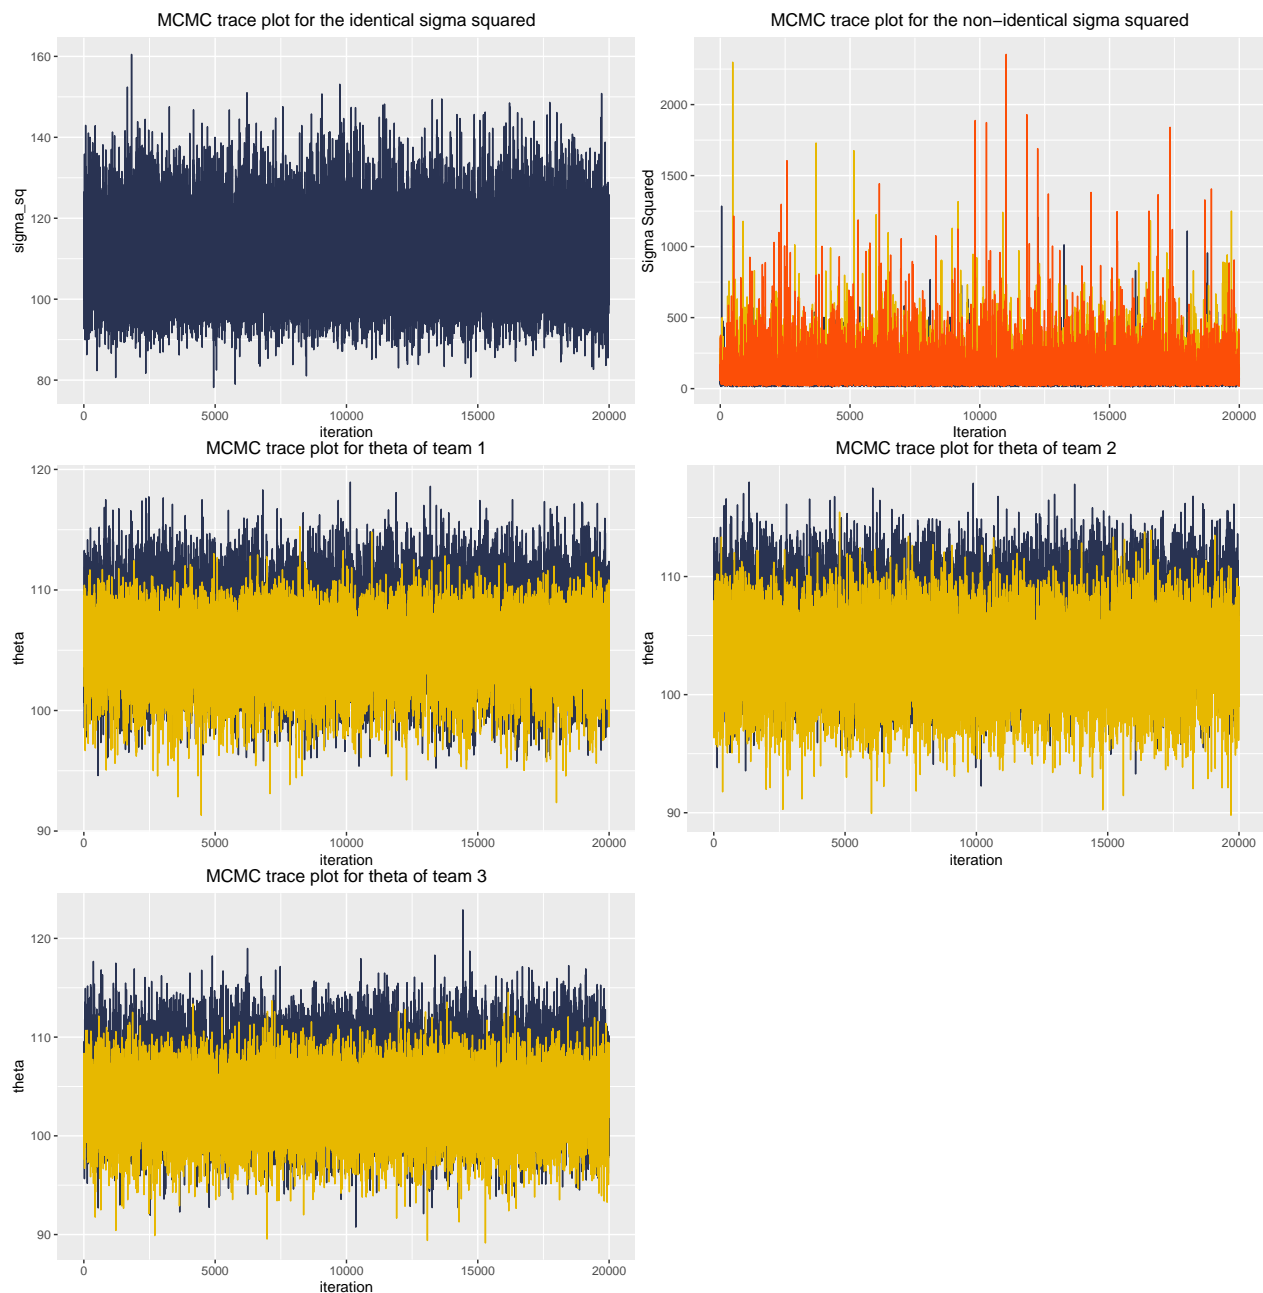 MCMC trace plot for the identical sigma squared
160
140
120
100
80
sigma_sq
0 5000 10000 15000 20000
iteration
MCMC trace plot for the non−identical sigma squared
2000
1500
1000
500
0
Sigma Squared
0 5000 10000 15000 20000
Iteration
MCMC trace plot for theta of team 1
120
110
100
90
theta
0 5000 10000 15000 20000
iteration
MCMC trace plot for theta of team 2
110
100
90
theta
0 5000 10000 15000 20000
iteration
MCMC trace plot for theta of team 3
120
110
100
90
theta
0 5000 10000 15000 20000
iteration